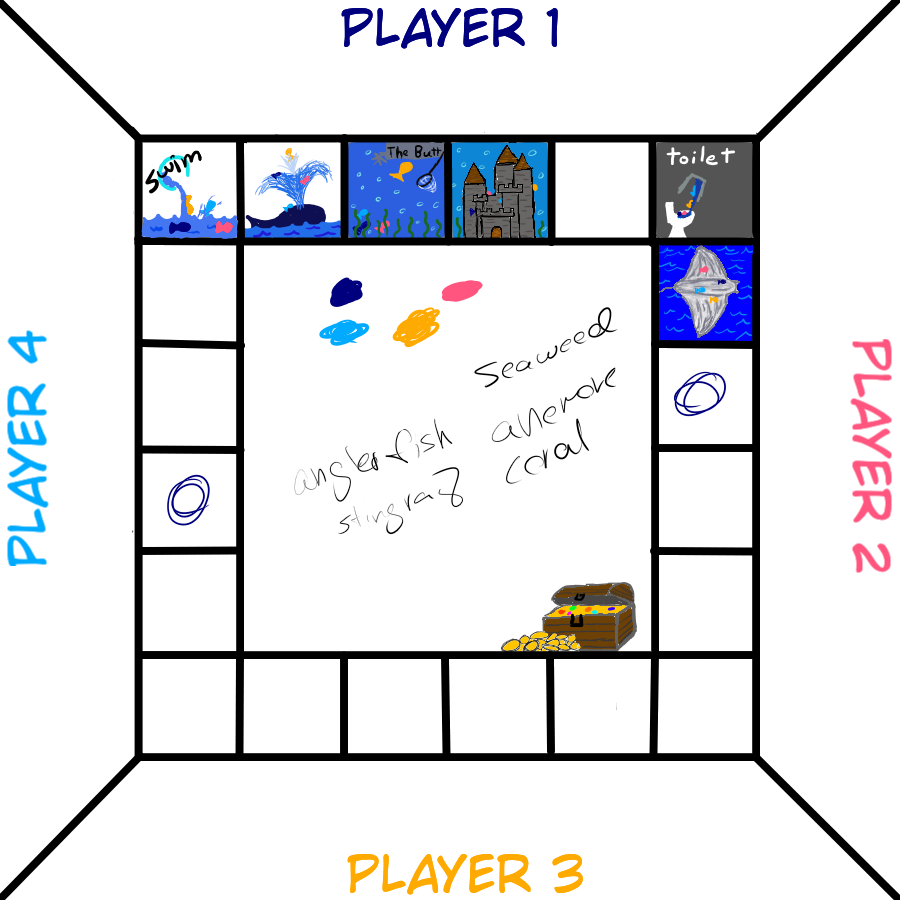 PLAYER 1
swim
The Butt
toilet
PLAYER 4
PLAYER 2
seaweed
anglerfish
anemone
stingray
coral
PLAYER 3